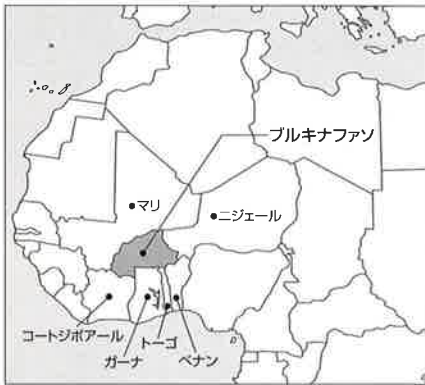 ブルキナファソ
マリ
ニジェール
コートジボアール
ガーナ
トーゴ
ベナン